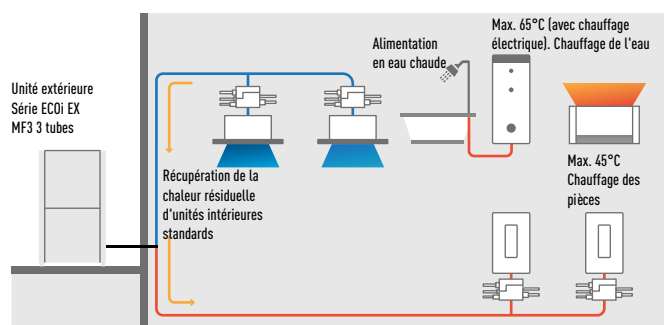 Unité extérieure
Série ECOi EX
MF3 3 tubes
Récupération de la
chaleur résiduelle
d'unités intérieures
standards
Alimentation
en eau chaude
Max. 65°C (avec chauffage
électrique). Chauffage de l'eau
Max. 45°C
Chauffage des
pièces